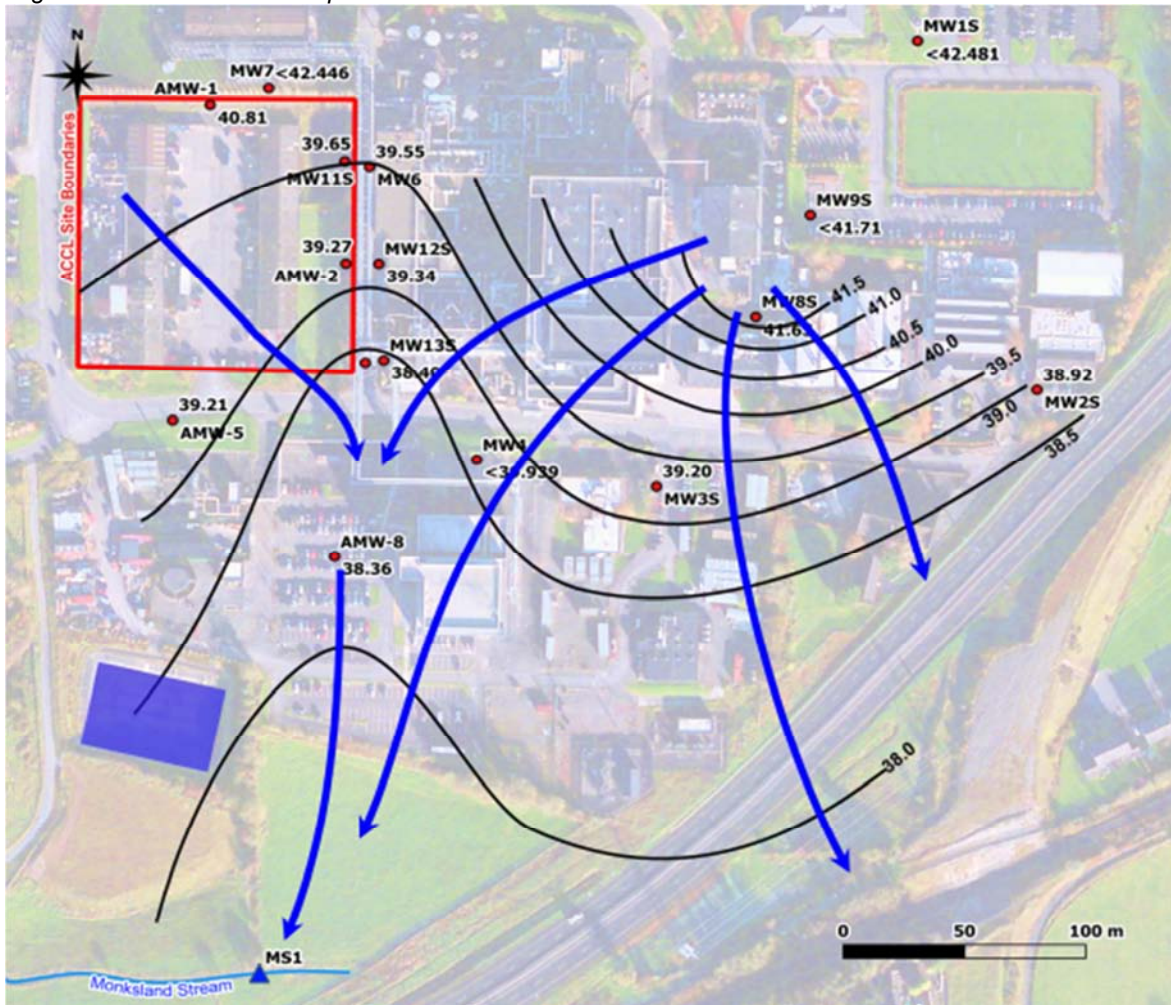 N
MW1S
<42.481
MW7 <42.446
AMW-1
40.81
ACCL Site Boundaries
39.65
MW11S
39.55
MW6
MW9S
<41.71
39.27
AMW-2
MW12S
39.34
MW8S
41.5
41.0
40.5
40.0
39.5
39.0
38.5
MW13S
38.92
MW2S
39.21
AMW-5
MW4
39.20
MW3S
AMW-8
38.36
38.0
MS1
Monksland Stream
0 50 100 m